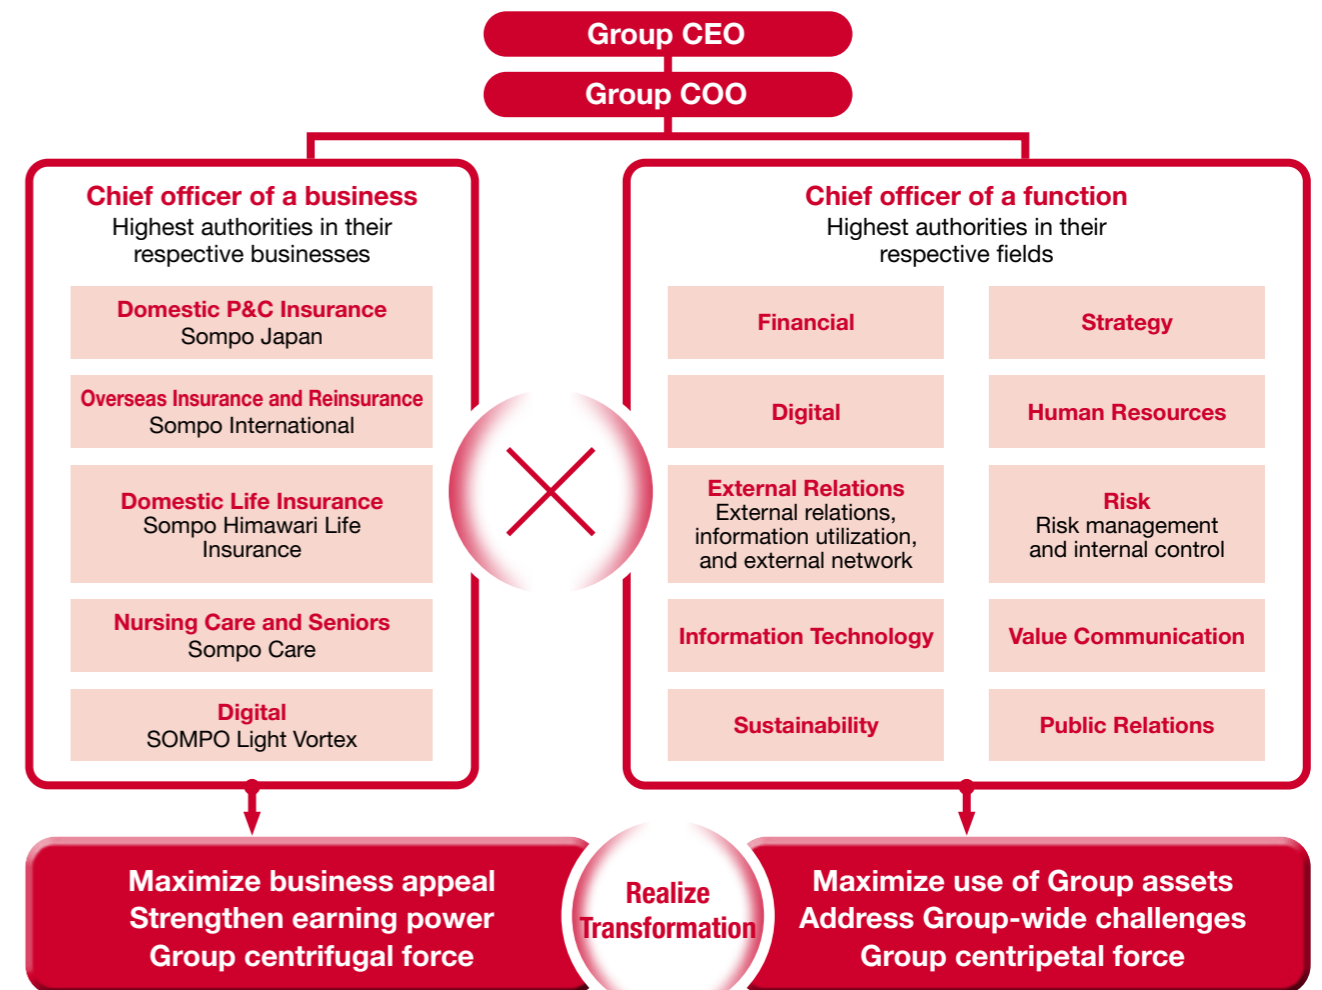 Group CEO
Group COO
Chief officer of a business
Highest authorities in their
respective businesses
Domestic P&C Insurance
Sompo Japan
Overseas Insurance and Reinsurance
Sompo International
Domestic Life Insurance
Sompo Himawari Life
Insurance
Nursing Care and Seniors
Sompo Care
Digital
SOMPO Light Vortex
Chief officer of a function
Highest authorities in their
respective fields
Financial
Strategy
Digital
Human Resources
External Relations
External relations,
information utilization,
and external network
Risk
Risk management
and internal control
Information Technology
Value Communication
Sustainability
Public Relations
Maximize business appeal
Strengthen earning power
Group centrifugal force
Realize
Transformation
Maximize use of Group assets
Address Group-wide challenges
Group centripetal force